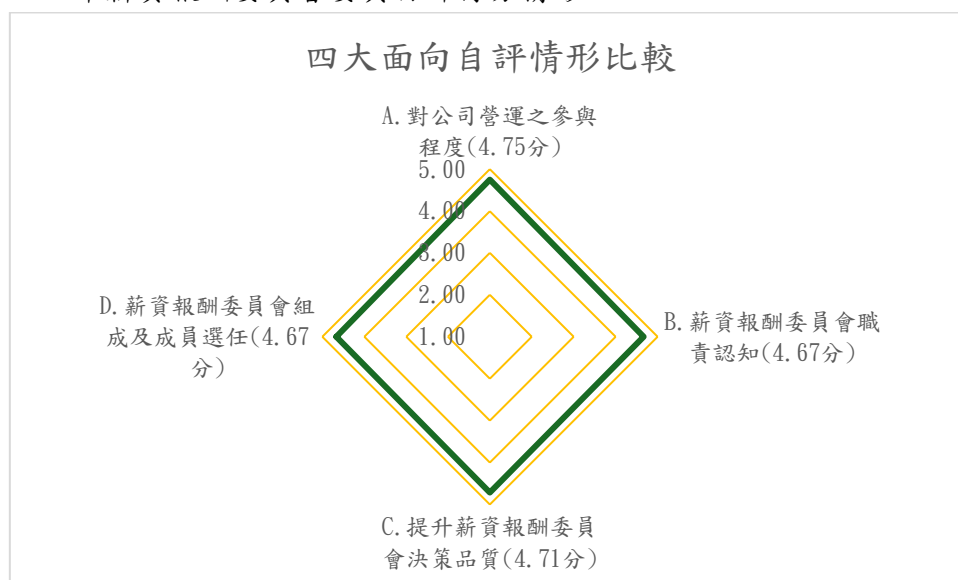 四大面向自評情形比較
A.對公司營運之參與
程度(4.75分)
5.00
4.00
3.00
2.00
1.00
D.薪資報酬委員會組
成及成員選任(4.67
分)
B.薪資報酬委員會職
責認知(4.67分)
C.提升薪資報酬委員
會決策品質(4.71分)